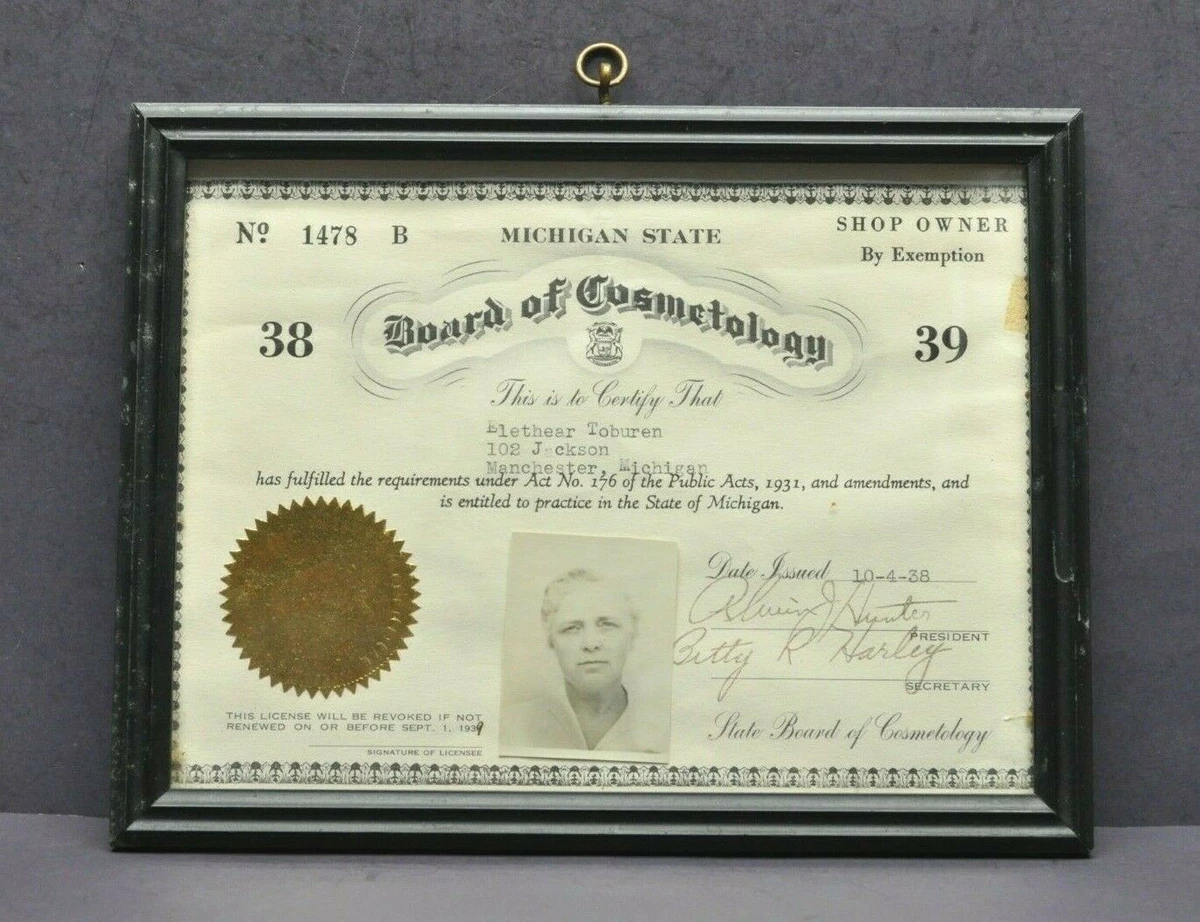 Nº 1478 B
MICHIGAN STATE
SHOP OWNER
By Exemption
38
Board of Cosmetology
39
This is to Certify That
Elethear Toburen
102 Jackson
Manchester, Michigan
has fulfilled the requirements under Act No. 176 of the Public Acts, 1931, and amendments, and
is entitled to practice in the State of Michigan.
Date Issued 10-4-38
Hunter
PRESIDENT
Betty R. Harley
SECRETARY
THIS LICENSE WILL BE REVOKED IF NOT
RENEWED ON OR BEFORE SEPT. 1, 1939
SIGNATURE OF LICENSEE
State Board of Cosmetology